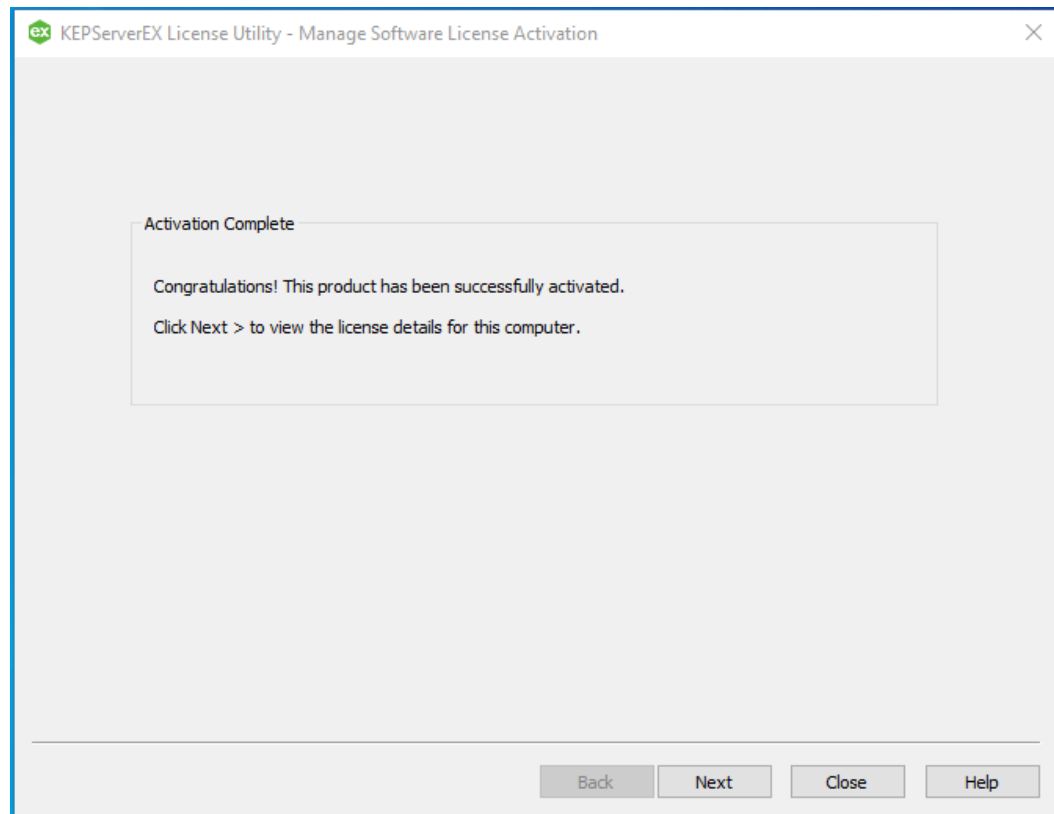 ex KEPServerEX License Utility - Manage Software License Activation
Activation Complete
Congratulations! This product has been successfully activated.
Click Next > to view the license details for this computer.
Back Next Close Help